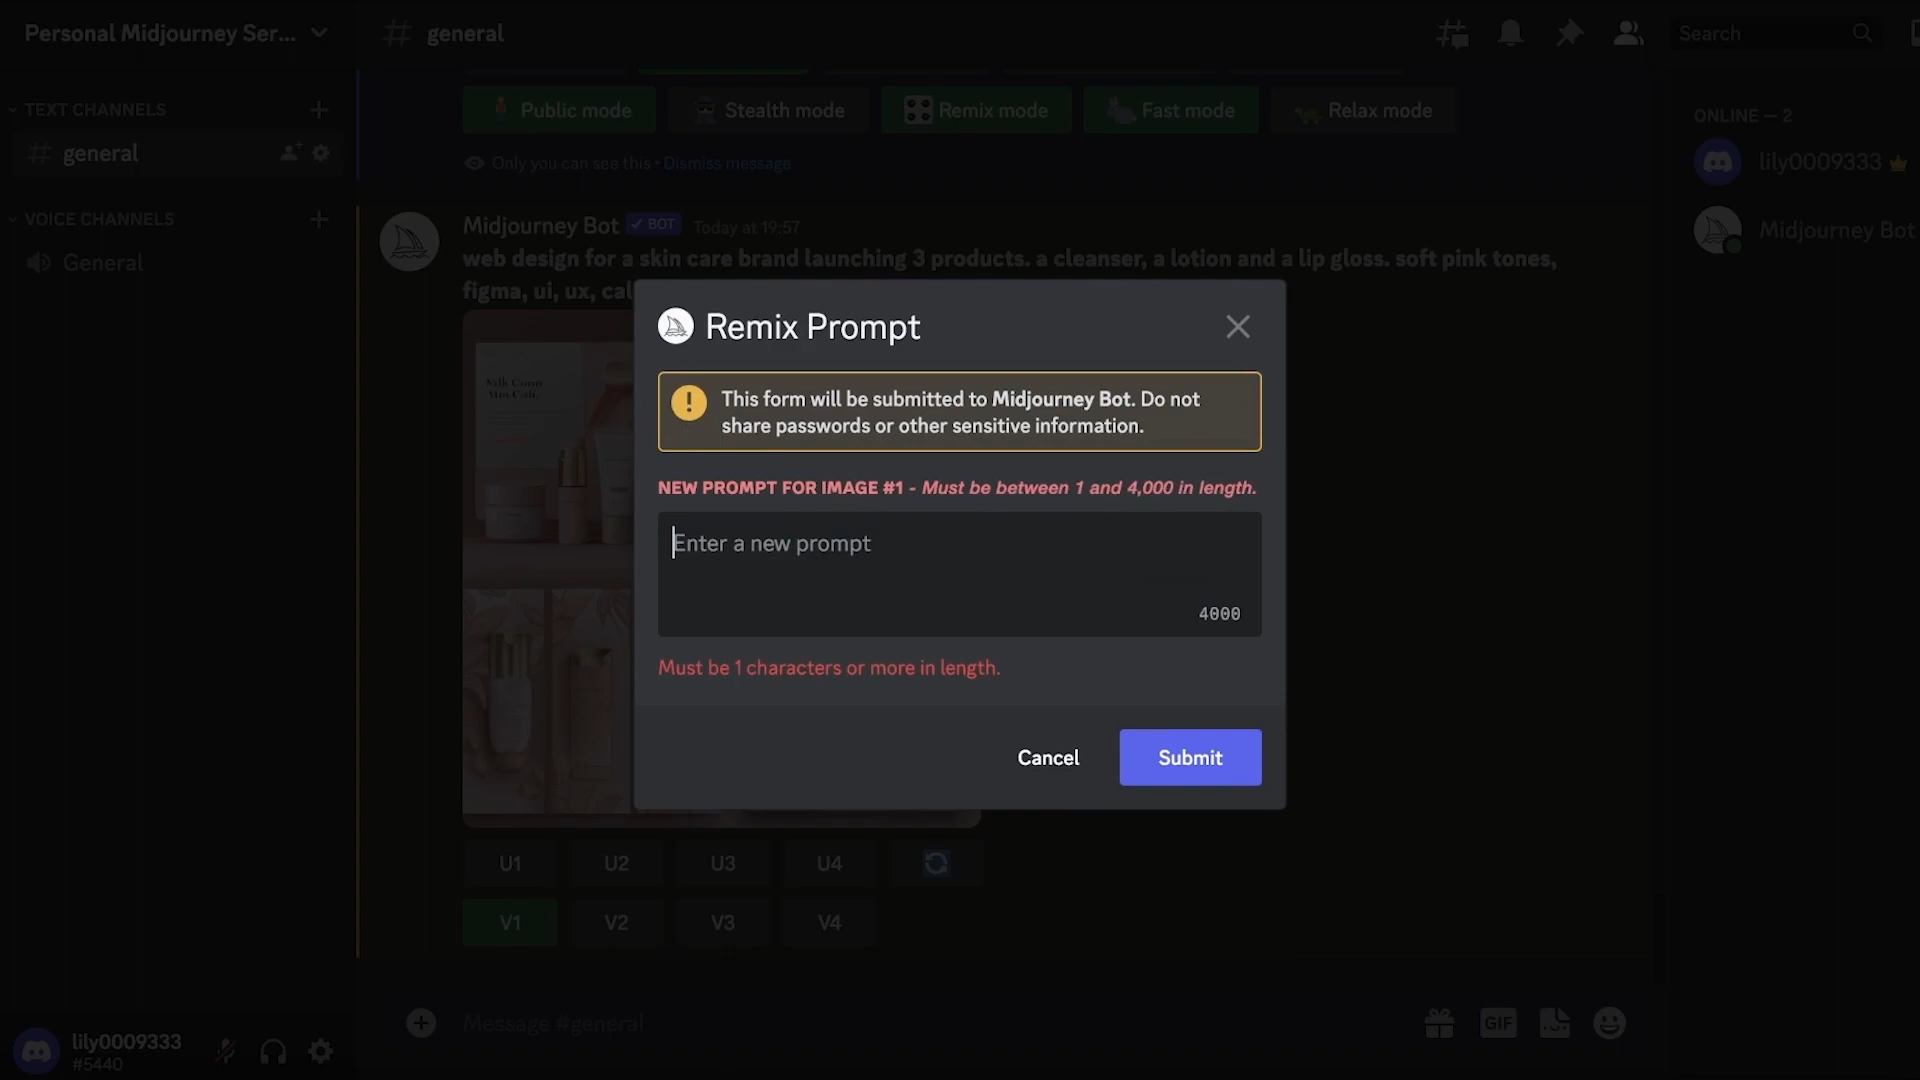 Personal Midjourney Ser...
general
Search
TEXT CHANNELS
general
VOICE CHANNELS
General
Public mode
Stealth mode
Remix mode
Fast mode
Relax mode
Only you can see this • Dismiss message
Midjourney Bot ✓ BOT Today at 19:57
web design for a skin care brand launching 3 products. a cleanser, a lotion and a lip gloss. soft pink tones,
figma, ui, ux, cal
Remix Prompt
This form will be submitted to Midjourney Bot. Do not
share passwords or other sensitive information.
NEW PROMPT FOR IMAGE #1 - Must be between 1 and 4,000 in length.
Enter a new prompt
4000
Must be 1 characters or more in length.
Cancel
Submit
U1
U2
U3
U4
V1
V2
V3
V4
Message #general
GIF
lily0009333
#5440
ONLINE — 2
lily0009333
Midjourney Bot